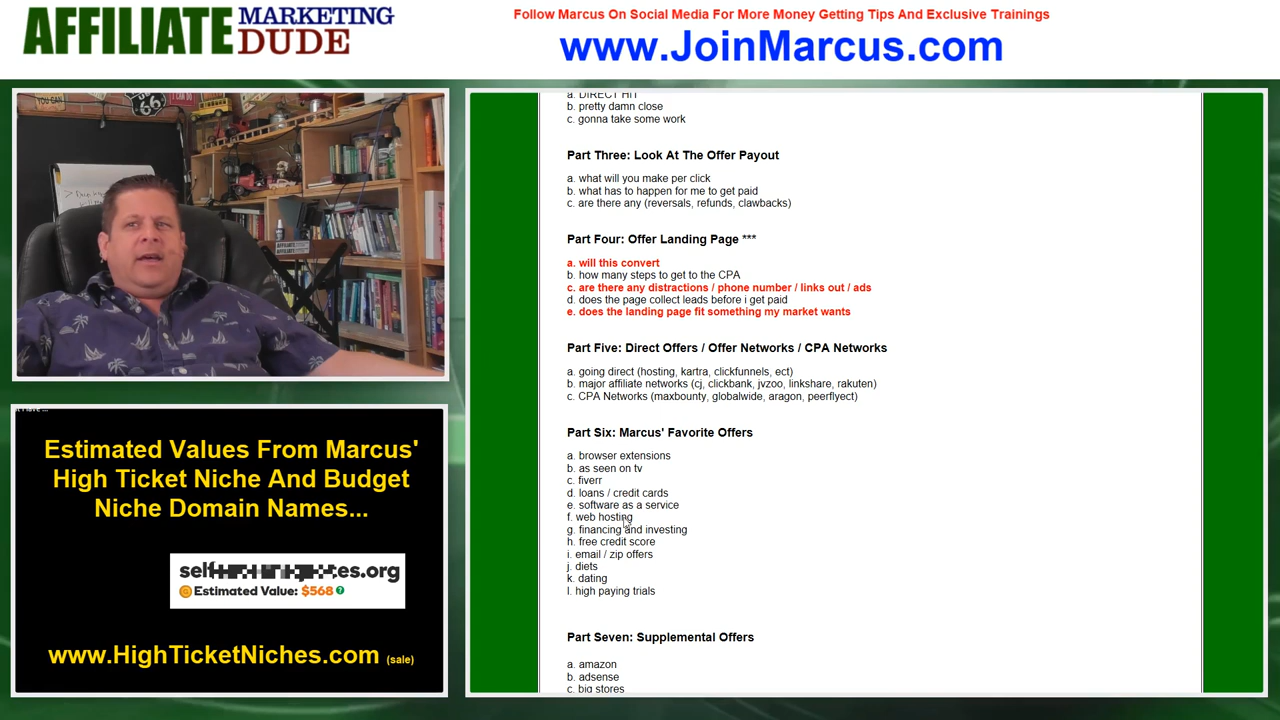 AFFILIATE MARKETING DUDE
Follow Marcus On Social Media For More Money Getting Tips And Exclusive Trainings
www.JoinMarcus.com
YOU CAN
66
a. DIRECT HIT
b. pretty damn close
c. gonna take some work
Part Three: Look At The Offer Payout
a. what will you make per click
b. what has to happen for me to get paid
c. are there any (reversals, refunds, clawbacks)
Part Four: Offer Landing Page ***
a. will this convert
b. how many steps to get to the CPA
c. are there any distractions / phone number / links out / ads
d. does the page collect leads before i get paid
e. does the landing page fit something my market wants
Part Five: Direct Offers / Offer Networks / CPA Networks
a. going direct (hosting, kartra, clickfunnels, ect)
b. major affiliate networks (cj, clickbank, jvzoo, linkshare, rakuten)
c. CPA Networks (maxbounty, globalwide, aragon, peerflyect)
Part Six: Marcus' Favorite Offers
a. browser extensions
b. as seen on tv
c. fiverr
d. loans / credit cards
e. software as a service
f. web hosting
g. financing and investing
h. free credit score
i. email / zip offers
j. diets
k. dating
l. high paying trials
Part Seven: Supplemental Offers
a. amazon
b. adsense
c. big stores
Estimated Values From Marcus'
High Ticket Niche And Budget
Niche Domain Names...
self
es.org
Estimated Value: $568 ?
www.HighTicketNiches.com (sale)